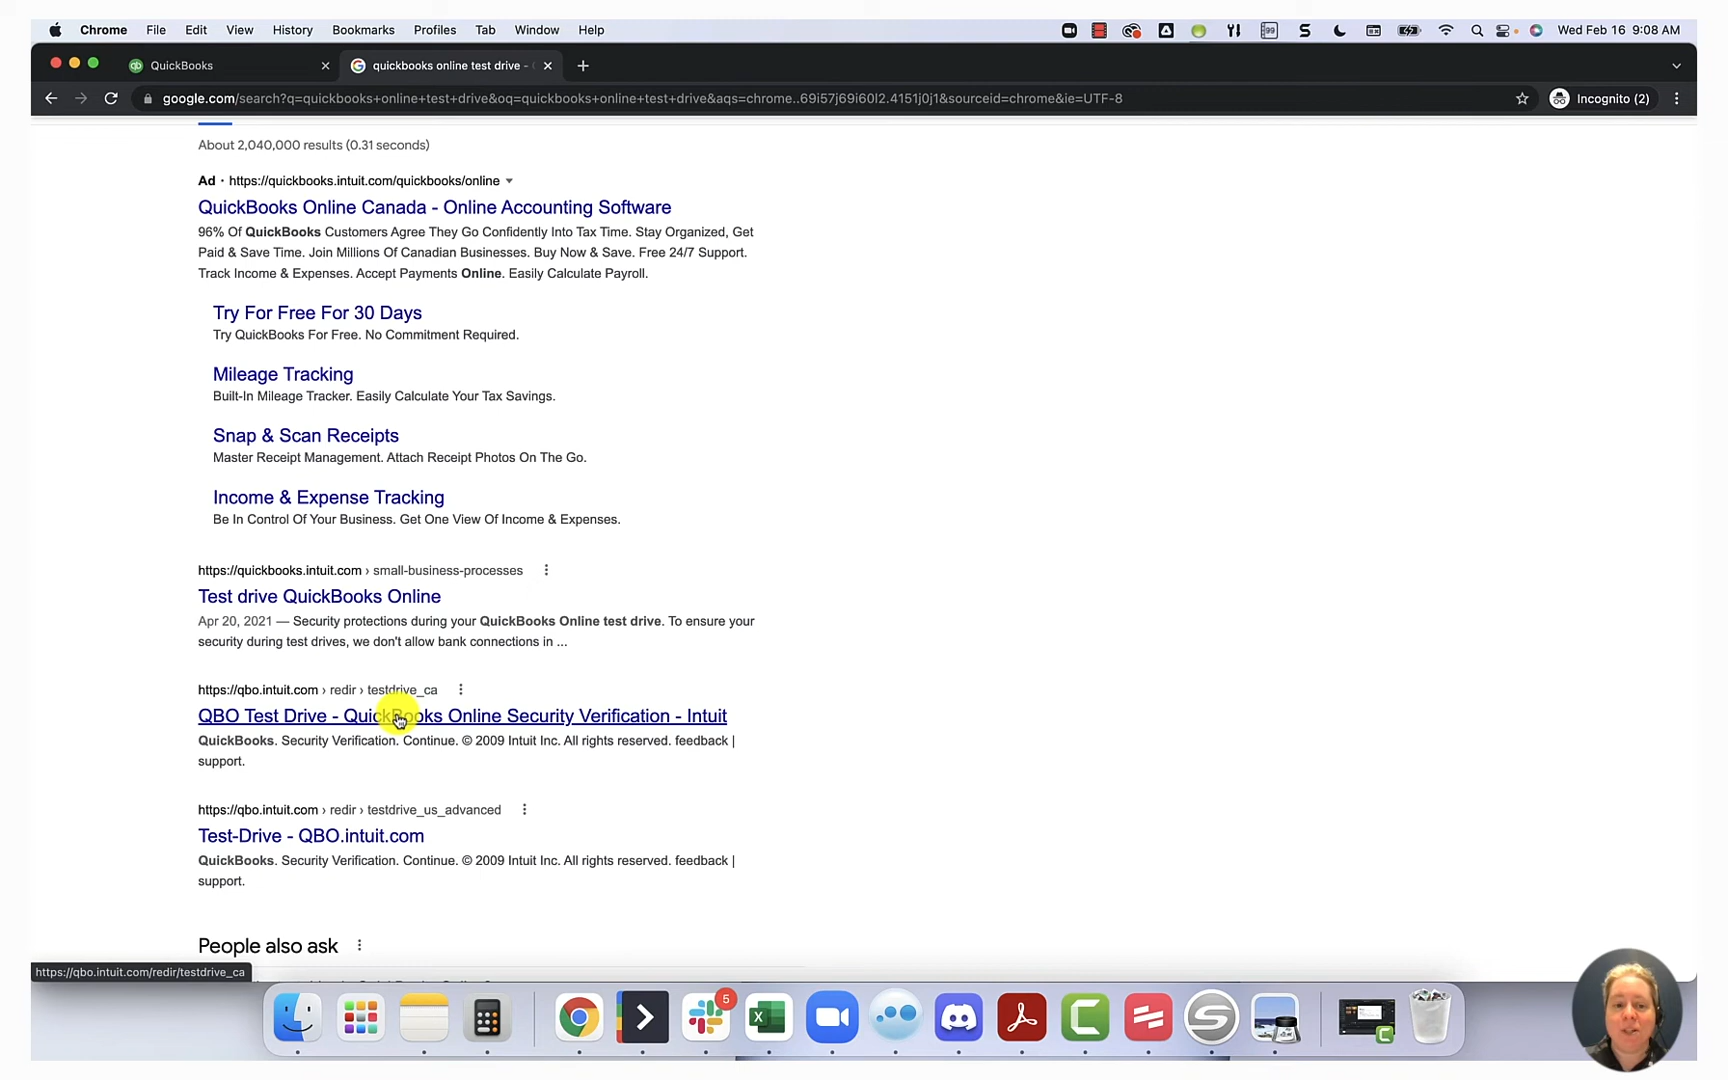 Chrome File Edit View History Bookmarks Profiles Tab Window Help Wed Feb 16 9:08 AM
QuickBooks quickbooks online test drive -
google.com/search?q=quickbooks+online+test+drive&oq=quickbooks+online+test+drive&aqs=chrome..69i57j69i60l2.4151j0j1&sourceid=chrome&ie=UTF-8 Incognito (2)
About 2,040,000 results (0.31 seconds)
Ad · https://quickbooks.intuit.com/quickbooks/online
QuickBooks Online Canada - Online Accounting Software
96% Of QuickBooks Customers Agree They Go Confidently Into Tax Time. Stay Organized, Get
Paid & Save Time. Join Millions Of Canadian Businesses. Buy Now & Save. Free 24/7 Support.
Track Income & Expenses. Accept Payments Online. Easily Calculate Payroll.
Try For Free For 30 Days
Try QuickBooks For Free. No Commitment Required.
Mileage Tracking
Built-In Mileage Tracker. Easily Calculate Your Tax Savings.
Snap & Scan Receipts
Master Receipt Management. Attach Receipt Photos On The Go.
Income & Expense Tracking
Be In Control Of Your Business. Get One View Of Income & Expenses.
https://quickbooks.intuit.com › small-business-processes
Test drive QuickBooks Online
Apr 20, 2021 — Security protections during your QuickBooks Online test drive. To ensure your
security during test drives, we don't allow bank connections in ...
https://qbo.intuit.com › redir › testdrive_ca
QBO Test Drive - QuickBooks Online Security Verification - Intuit
QuickBooks. Security Verification. Continue. © 2009 Intuit Inc. All rights reserved. feedback |
support.
https://qbo.intuit.com › redir › testdrive_us_advanced
Test-Drive - QBO.intuit.com
QuickBooks. Security Verification. Continue. © 2009 Intuit Inc. All rights reserved. feedback |
support.
People also ask
https://qbo.intuit.com/redir/testdrive_ca
5